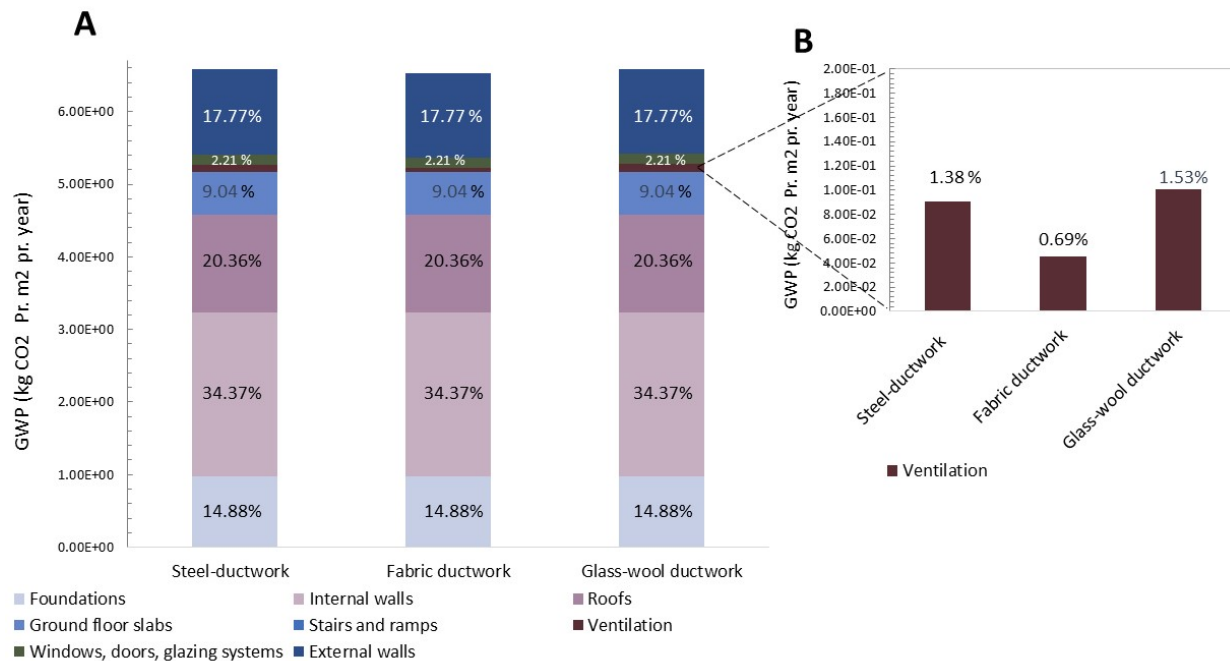 A
GWP (kg CO2 Pr. m2 pr. year)
6.00E+00
5.00E+00
4.00E+00
3.00E+00
2.00E+00
1.00E+00
0.00E+00
17.77% 17.77% 17.77%
2.21 % 2.21 % 2.21 %
9.04 % 9.04 % 9.04 %
20.36% 20.36% 20.36%
34.37% 34.37% 34.37%
14.88% 14.88% 14.88%
Steel-ductwork Fabric ductwork Glass-wool ductwork
Foundations Internal walls Roofs
Ground floor slabs Stairs and ramps Ventilation
Windows, doors, glazing systems External walls
B
GWP (kg CO2 Pr. m2 pr. year)
2.00E-01
1.80E-01
1.60E-01
1.40E-01
1.20E-01
1.00E-01
8.00E-02
6.00E-02
4.00E-02
2.00E-02
0.00E+00
1.38 % 0.69% 1.53%
Steel-ductwork
Fabric ductwork
Glass-wool ductwork
Ventilation